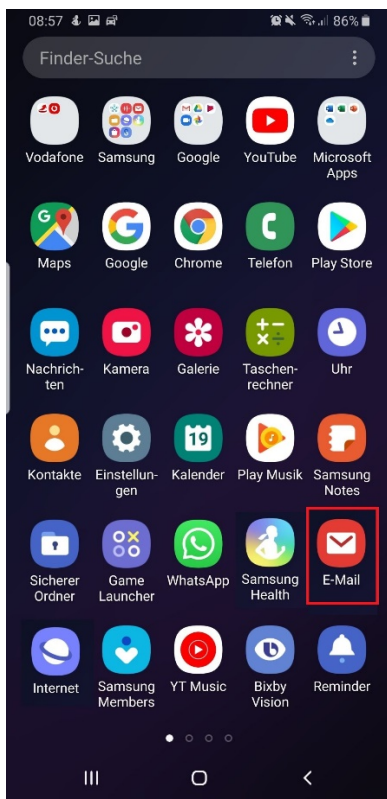 08:57 86%
Finder-Suche
Vodafone Samsung Google YouTube Microsoft
Apps
G
Maps Google Chrome Telefon Play Store
Nachrich-
ten
Kamera Galerie Taschen-
rechner
Uhr
19
Kontakte Einstellun-
gen
Kalender Play Musik Samsung
Notes
Sicherer
Ordner
Game
Launcher
WhatsApp Samsung
Health
E-Mail
Internet Samsung
Members
YT Music Bixby
Vision
Reminder